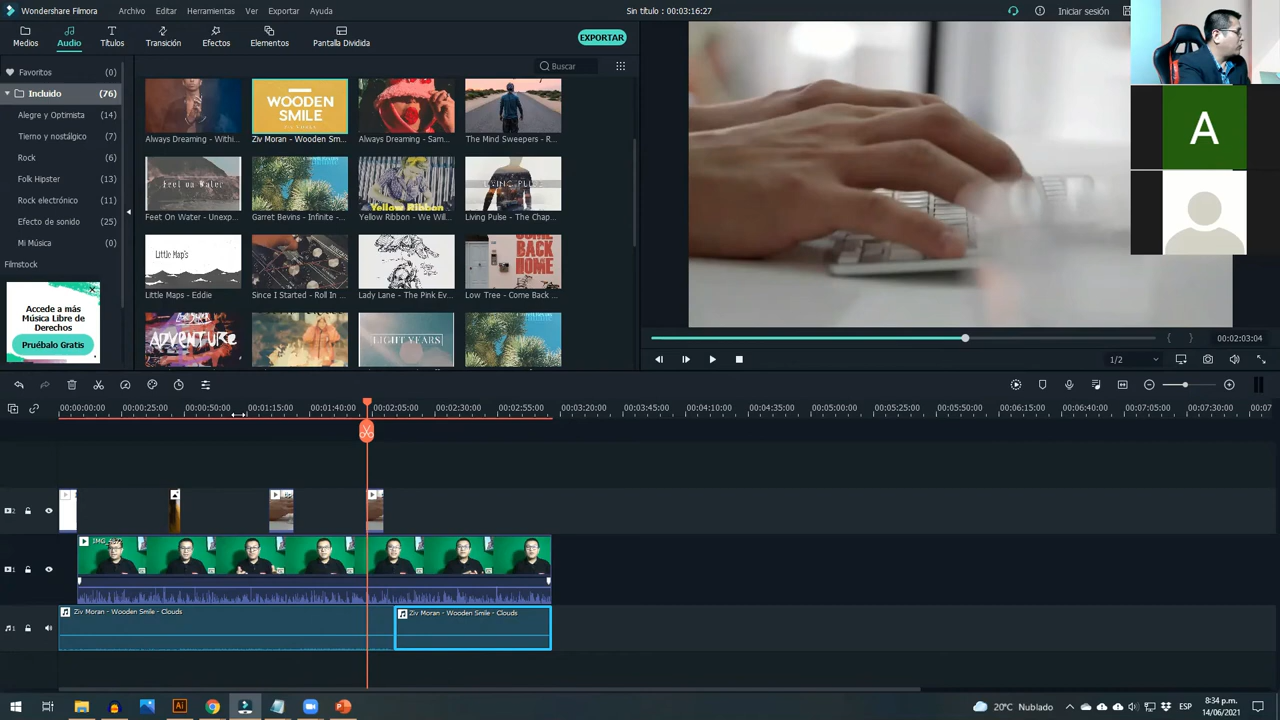 Wondershare Filmora
Archivo
Editar
Herramientas
Ver
Exportar
Ayuda
Sin título : 00:03:16:27
Iniciar sesión
Medios
Audio
Títulos
Transición
Efectos
Elementos
Pantalla Dividida
EXPORTAR
Favoritos (0)
Incluido (76)
Alegre y Optimista (14)
Tierno y nostálgico (7)
Rock (6)
Folk Hipster (11)
Rock electrónico (11)
Efecto de sonido (25)
Mi Música (0)
Filmstock
Accede a más
Música Libre de
Derechos
Pruébalo Gratis
Buscar
WOODEN
SMILE
Always Dreaming - Withi...
Ziv Moran - Wooden Sm...
Always Dreaming - Sam...
The Mind Sweepers - R...
Feet on Water
Yellow Ribbon
LIVING PULSE
Feet On Water - Unexp...
Garret Bevins - Infinite - ...
Yellow Ribbon - We Will...
Living Pulse - The Chap...
Little Map's
COME
BACK
HOME
Little Maps - Eddie
Since I Started - Roll In ...
Lady Lane - The Pink Ev...
Low Tree - Come Back ...
ADVENTURE
LIGHT YEARS
A
00:02:03:04
1/2
00:00:00:00
00:00:25:00
00:00:50:00
00:01:15:00
00:01:40:00
00:02:05:00
00:02:30:00
00:02:55:00
00:03:20:00
00:03:45:00
00:04:10:00
00:04:35:00
00:05:00:00
00:05:25:00
00:05:50:00
00:06:15:00
00:06:40:00
00:07:05:00
00:07:30:00
00:07
2
1
Ziv Moran - Wooden Smile - Clouds
Ziv Moran - Wooden Smile - Clouds
1
Ai
20°C Nublado
ESP
8:34 p.m.
14/06/2021